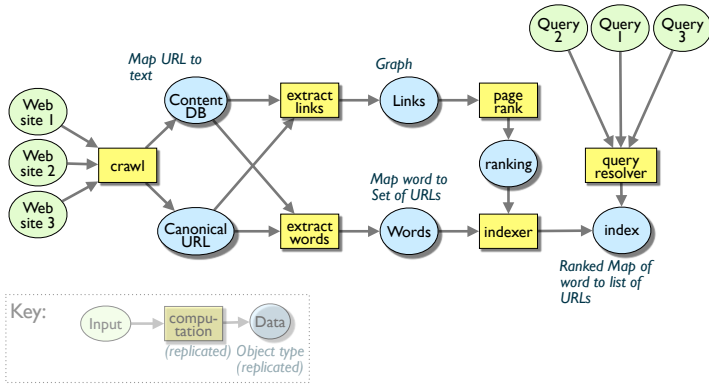 Query
2
Query
1
Query
3
Map URL to
text
Graph
Content
DB
extract
links
Links
page
rank
Web
site 1
Web
site 2
Web
site 3
crawl
ranking
query
resolver
Map word to
Set of URLs
Canonical
URL
extract
words
Words
indexer
index
Ranked Map of
word to list of
URLs
Key:
Input
compu-
tation
Data
(replicated)
Object type
(replicated)